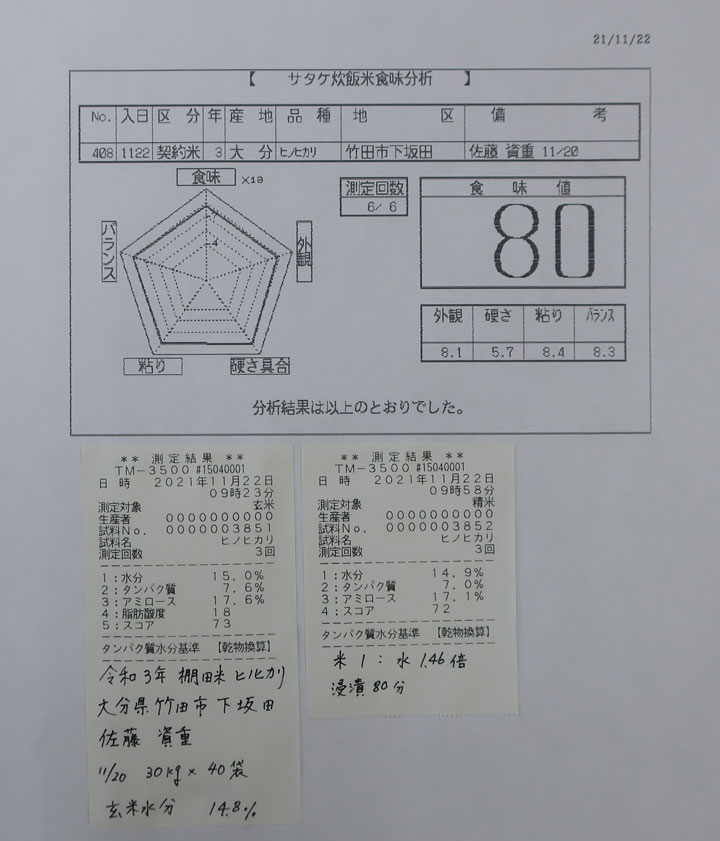 21/11/22
【 サタケ炊飯米食味分析 】
No. 入日 区分 年 産地 品種 地区 備考
408 1122 契約米 3 大分 ヒノヒカリ 竹田市下坂田 佐藤 資重 11/20
食味 ×10
測定回数
6/ 6
食味値
80
バランス
外観
7
4
粘り
硬さ具合
外観 硬さ 粘り バランス
8.1 5.7 8.4 8.3
分析結果は以上のとおりでした。
** 測定結果 **
TM-3500 #15040001
日時 2021年11月22日
09時23分
測定対象 玄米
生産者 0000000000
試料No. 0000003851
試料名 ヒノヒカリ
測定回数 3回
1:水分 15.0%
2:タンパク質 7.6%
3:アミロース 17.6%
4:脂肪酸度 18
5:スコア 73
タンパク質水分基準 【乾物換算】
令和3年 棚田米 ヒノヒカリ
大分県竹田市下坂田
佐藤 資重
11/20 30kg×40袋
玄米水分 14.8%
** 測定結果 **
TM-3500 #15040001
日時 2021年11月22日
09時58分
測定対象 精米
生産者 0000000000
試料No. 0000003852
試料名 ヒノヒカリ
測定回数 3回
1:水分 14.9%
2:タンパク質 7.0%
3:アミロース 17.1%
4:スコア 72
タンパク質水分基準 【乾物換算】
米1:水1.46倍
浸漬80分